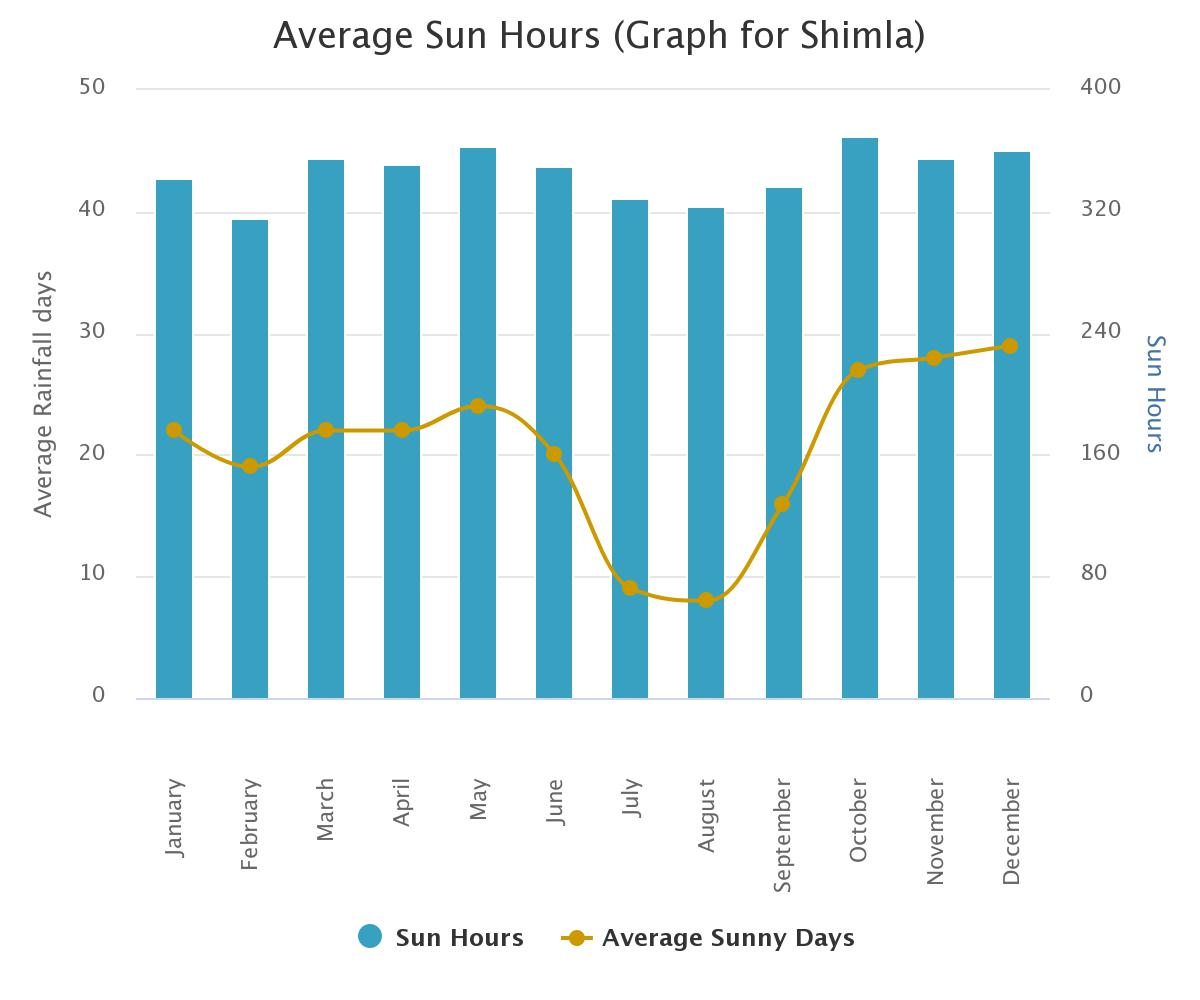 Average Sun Hours (Graph for Shimla)
50
40
30
20
10
0
Average Rainfall days
400
320
240
160
80
0
Sun Hours
January
February
March
April
May
June
July
August
September
October
November
December
Sun Hours
Average Sunny Days